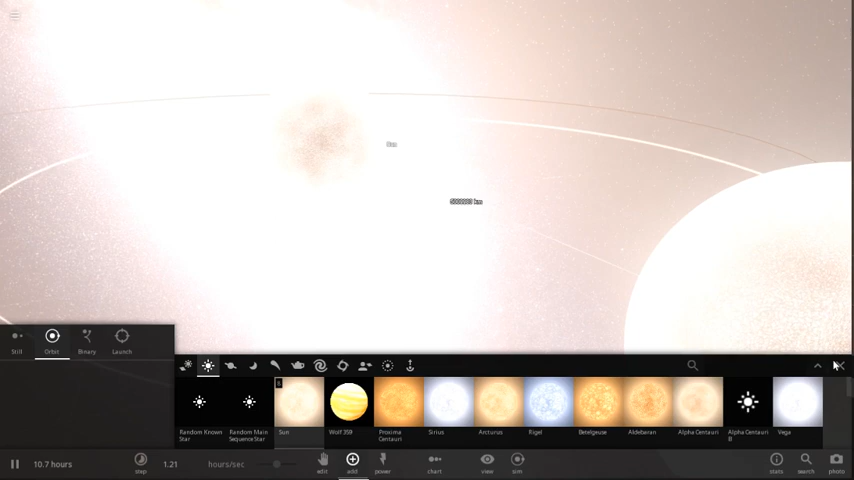 Sun
Still
Orbit
Binary
Launch
Random Known Star
Random Main Sequence Star
Sun
Wolf 359
Proxima Centauri
Sirius
Arcturus
Rigel
Betelgeuse
Aldebaran
Alpha Centauri
Alpha Centauri B
Vega
10.7 hours
step
1.21
hours/sec
edit
add
power
chart
view
sim
stats
search
photo